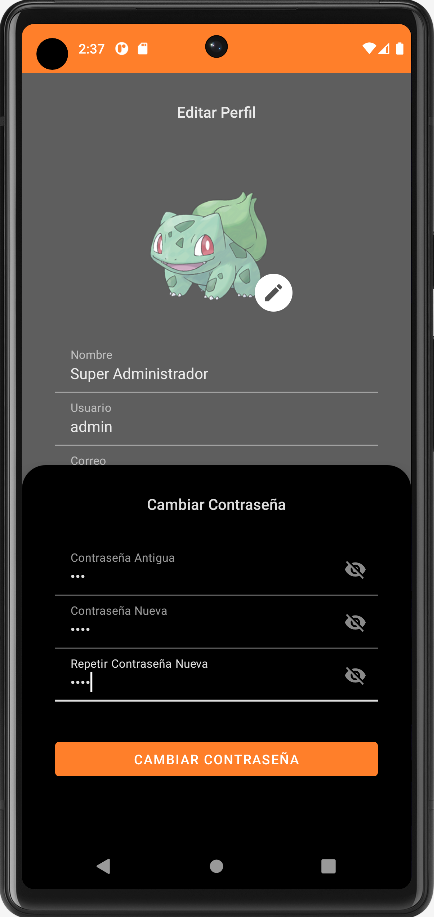 2:37
Editar Perfil
Nombre
Super Administrador
Usuario
admin
Correo
Cambiar Contraseña
Contraseña Antigua
•••
Contraseña Nueva
••••
Repetir Contraseña Nueva
••••
CAMBIAR CONTRASEÑA